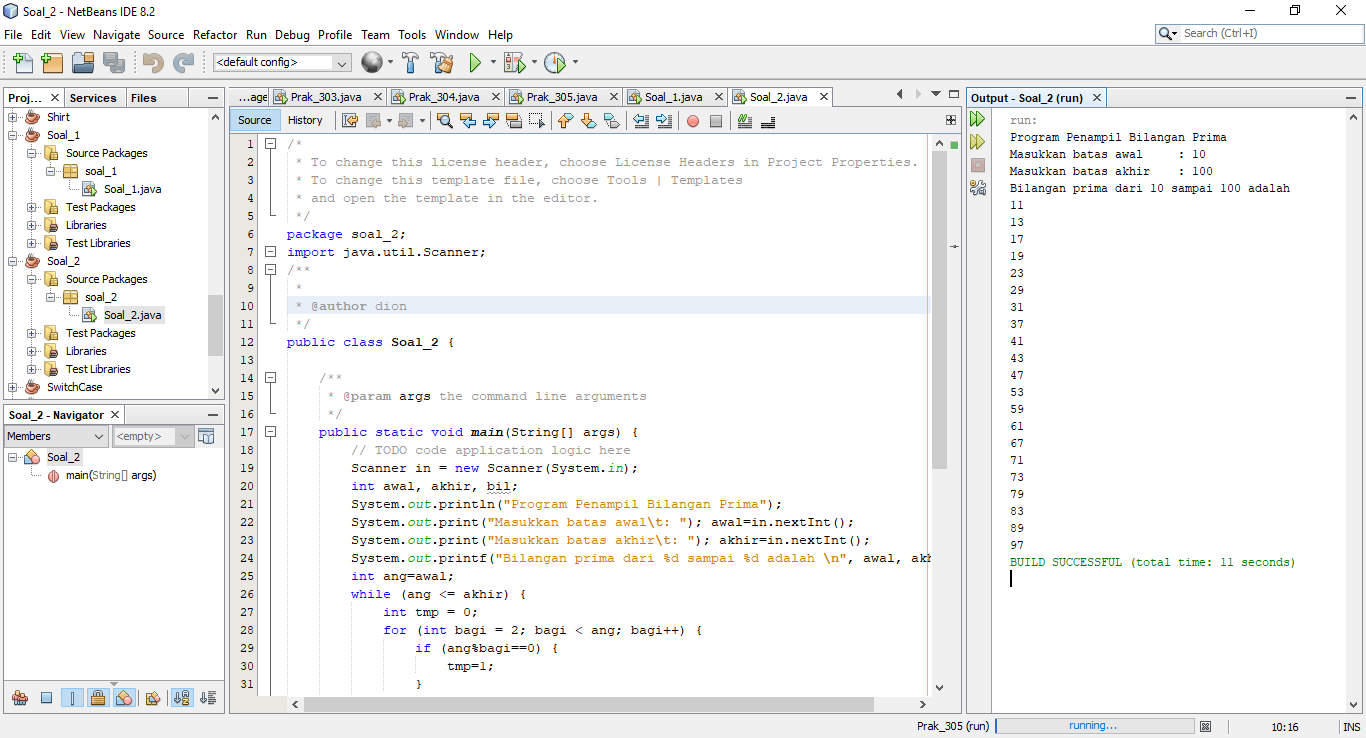 Soal_2 - NetBeans IDE 8.2
File Edit View Navigate Source Refactor Run Debug Profile Team Tools Window Help
Search (Ctrl+I)
<default config>
Proj... Services Files
Shirt
Soal_1
Source Packages
soal_1
Soal_1.java
Test Packages
Libraries
Test Libraries
Soal_2
Source Packages
soal_2
Soal_2.java
Test Packages
Libraries
Test Libraries
SwitchCase
Soal_2 - Navigator
Members <empty>
Soal_2
main(String[] args)
...age Prak_303.java Prak_304.java Prak_305.java Soal_1.java Soal_2.java
Source History
1 /*
2 * To change this license header, choose License Headers in Project Properties.
3 * To change this template file, choose Tools | Templates
4 * and open the template in the editor.
5 */
6 package soal_2;
7 import java.util.Scanner;
8 /**
9 *
10 * @author dion
11 */
12 public class Soal_2 {
13
14 /**
15 * @param args the command line arguments
16 */
17 public static void main(String[] args) {
18 // TODO code application logic here
19 Scanner in = new Scanner(System.in);
20 int awal, akhir, bil;
21 System.out.println("Program Penampil Bilangan Prima");
22 System.out.print("Masukkan batas awal\t: "); awal=in.nextInt();
23 System.out.print("Masukkan batas akhir\t: "); akhir=in.nextInt();
24 System.out.printf("Bilangan prima dari %d sampai %d adalah \n", awal, akh
25 int ang=awal;
26 while (ang <= akhir) {
27 int tmp = 0;
28 for (int bagi = 2; bagi < ang; bagi++) {
29 if (ang%bagi==0) {
30 tmp=1;
31 }
Output - Soal_2 (run)
run:
Program Penampil Bilangan Prima
Masukkan batas awal : 10
Masukkan batas akhir : 100
Bilangan prima dari 10 sampai 100 adalah
11
13
17
19
23
29
31
37
41
43
47
53
59
61
67
71
73
79
83
89
97
BUILD SUCCESSFUL (total time: 11 seconds)
Prak_305 (run) running... 10:16 INS